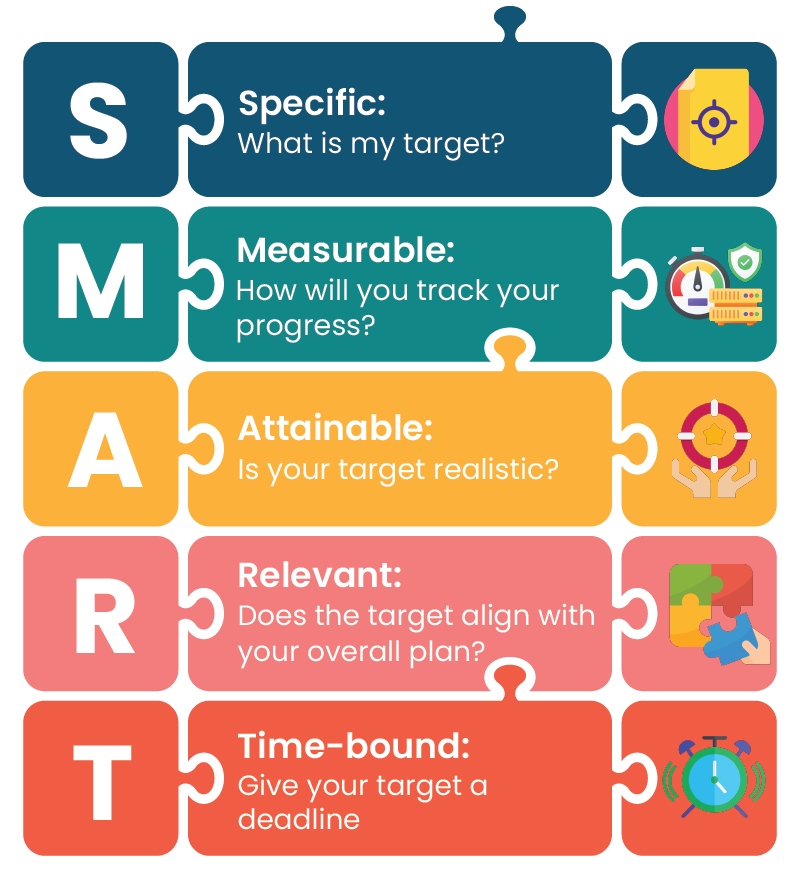 S
Specific:
What is my target?
M
Measurable:
How will you track your
progress?
A
Attainable:
Is your target realistic?
R
Relevant:
Does the target align with
your overall plan?
T
Time-bound:
Give your target a
deadline